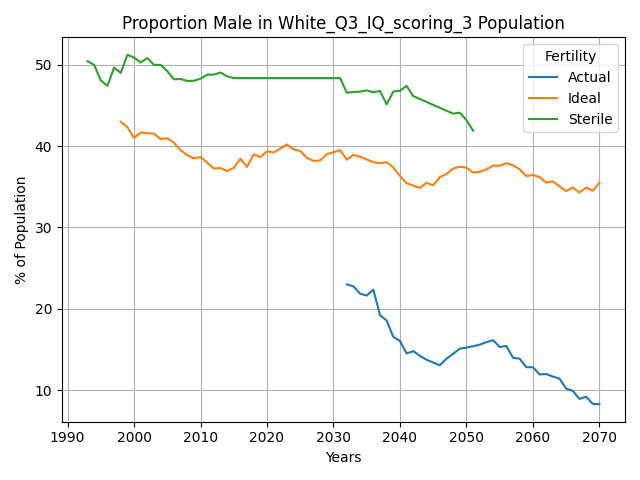 Proportion Male in White_Q3_IQ_scoring_3 Population
Fertility
Actual
Ideal
Sterile
% of Population
50
40
30
20
10
1990 2000 2010 2020 2030 2040 2050 2060 2070
Years